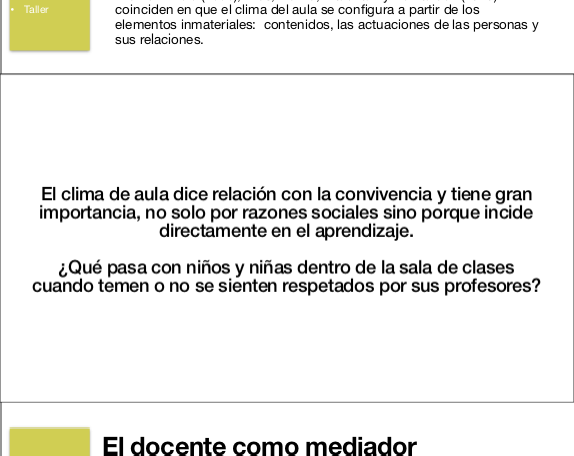 • Taller
coinciden en que el clima del aula se configura a partir de los
elementos inmateriales: contenidos, las actuaciones de las personas y
sus relaciones.
El clima de aula dice relación con la convivencia y tiene gran
importancia, no solo por razones sociales sino porque incide
directamente en el aprendizaje.
¿Qué pasa con niños y niñas dentro de la sala de clases
cuando temen o no se sienten respetados por sus profesores?
El docente como mediador